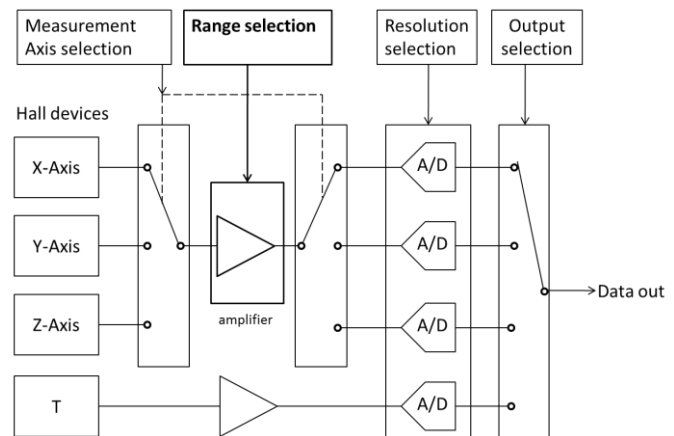 Measurement
Axis selection
Range selection
Resolution
selection
Output
selection
Hall devices
X-Axis
A/D
Y-Axis
A/D
Z-Axis
A/D
Data out
amplifier
T
A/D